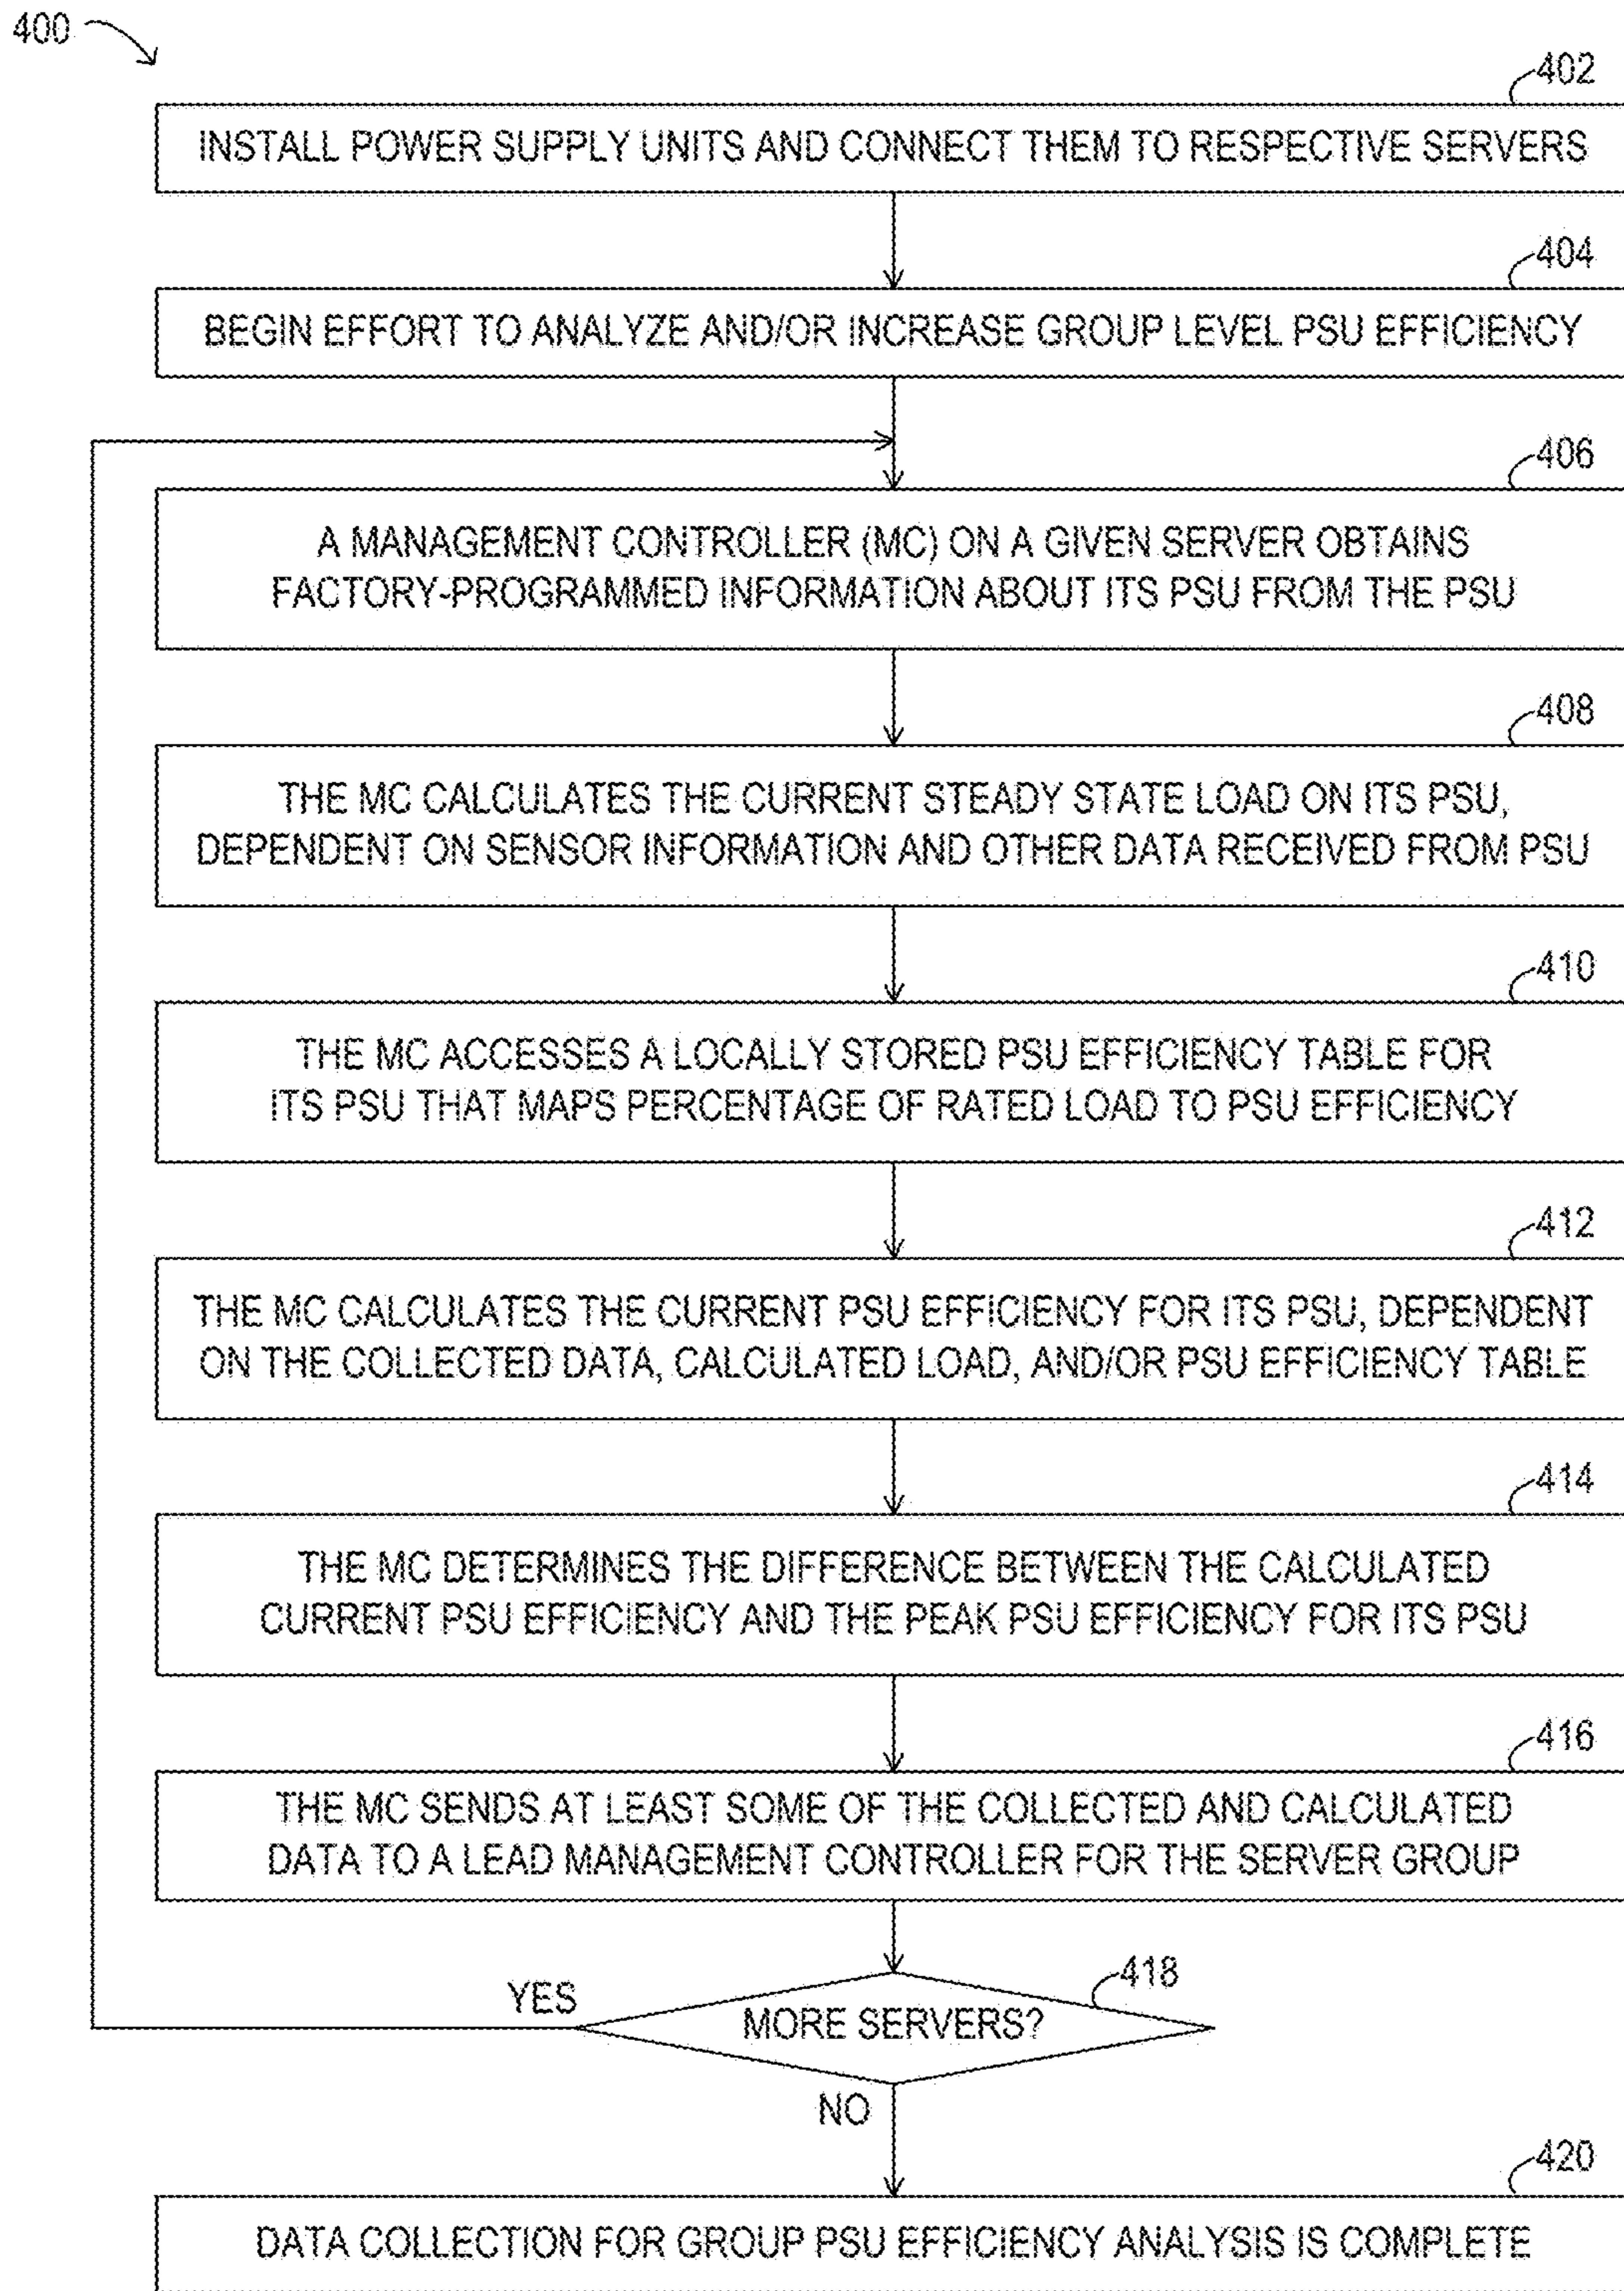 400
402
INSTALL POWER SUPPLY UNITS AND CONNECT THEM TO RESPECTIVE SERVERS
404
BEGIN EFFORT TO ANALYZE AND/OR INCREASE GROUP LEVEL PSU EFFICIENCY
406
A MANAGEMENT CONTROLLER (MC) ON A GIVEN SERVER OBTAINS
FACTORY-PROGRAMMED INFORMATION ABOUT ITS PSU FROM THE PSU
408
THE MC CALCULATES THE CURRENT STEADY STATE LOAD ON ITS PSU,
DEPENDENT ON SENSOR INFORMATION AND OTHER DATA RECEIVED FROM PSU
410
THE MC ACCESSES A LOCALLY STORED PSU EFFICIENCY TABLE FOR
ITS PSU THAT MAPS PERCENTAGE OF RATED LOAD TO PSU EFFICIENCY
412
THE MC CALCULATES THE CURRENT PSU EFFICIENCY FOR ITS PSU, DEPENDENT
ON THE COLLECTED DATA, CALCULATED LOAD, AND/OR PSU EFFICIENCY TABLE
414
THE MC DETERMINES THE DIFFERENCE BETWEEN THE CALCULATED
CURRENT PSU EFFICIENCY AND THE PEAK PSU EFFICIENCY FOR ITS PSU
416
THE MC SENDS AT LEAST SOME OF THE COLLECTED AND CALCULATED
DATA TO A LEAD MANAGEMENT CONTROLLER FOR THE SERVER GROUP
418
YES
MORE SERVERS?
NO
420
DATA COLLECTION FOR GROUP PSU EFFICIENCY ANALYSIS IS COMPLETE